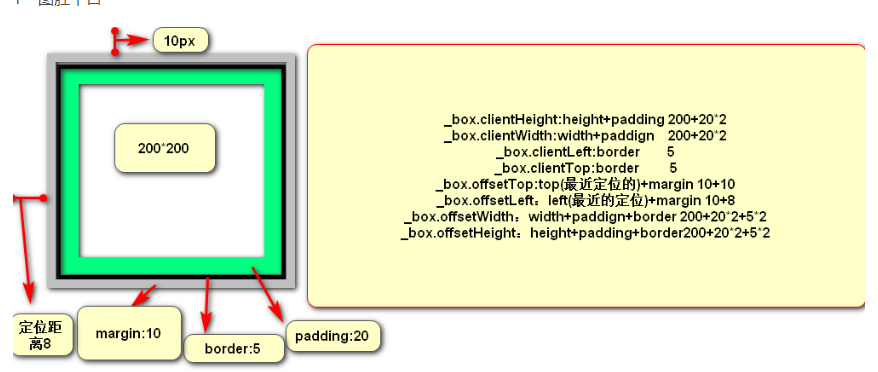 10px
200*200
_box.clientHeight:height+padding 200+20*2
_box.clientWidth:width+paddign 200+20*2
_box.clientLeft:border 5
_box.clientTop:border 5
_box.offsetTop:top(最近定位的)+margin 10+10
_box.offsetLeft：left(最近的定位)+margin 10+8
_box.offsetWidth：width+paddign+border 200+20*2+5*2
_box.offsetHeight：height+padding+border200+20*2+5*2
定位距
离8
margin:10
border:5
padding:20